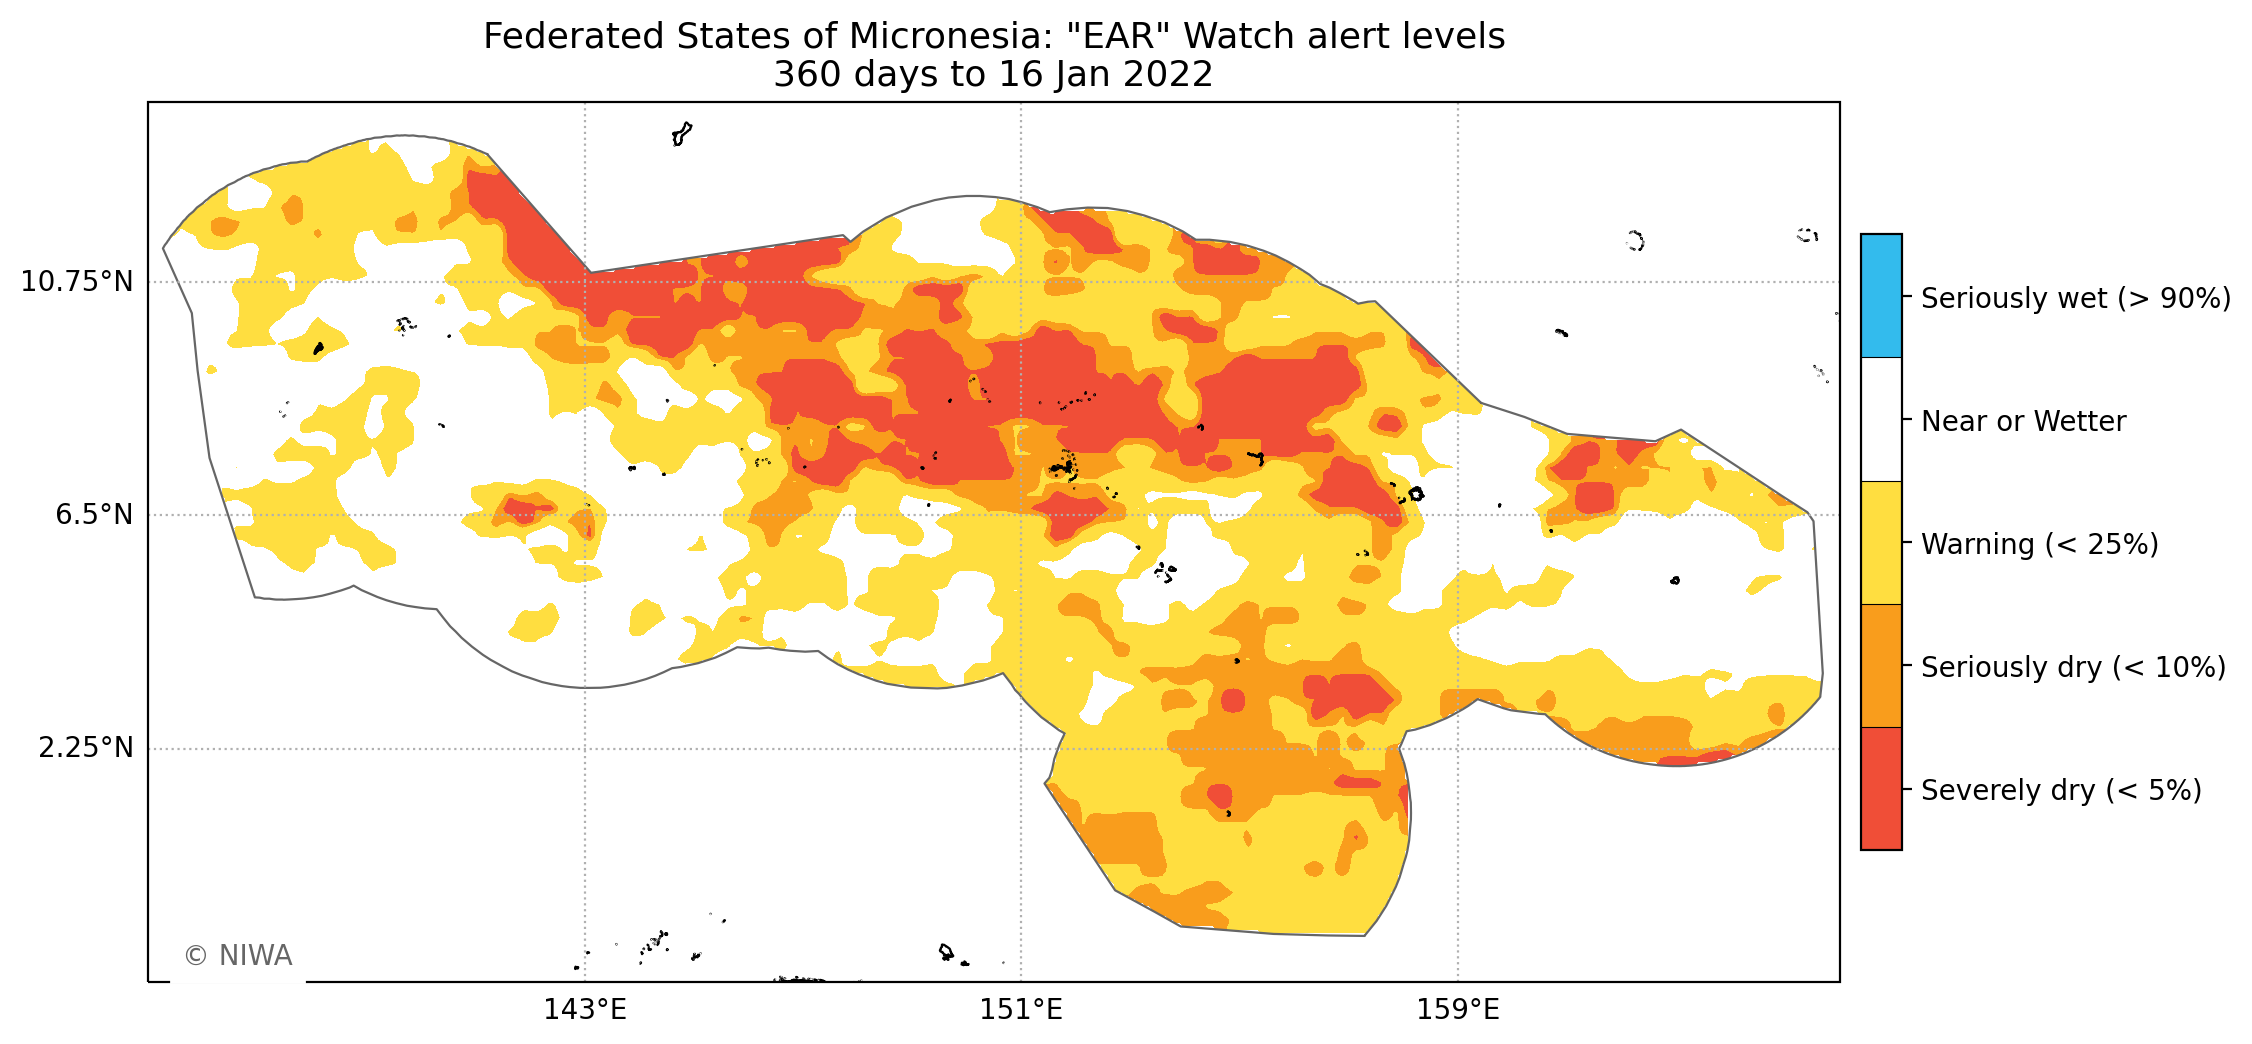 Federated States of Micronesia: "EAR" Watch alert levels
360 days to 16 Jan 2022
10.75°N
6.5°N
2.25°N
143°E
151°E
159°E
© NIWA
Seriously wet (> 90%)
Near or Wetter
Warning (< 25%)
Seriously dry (< 10%)
Severely dry (< 5%)